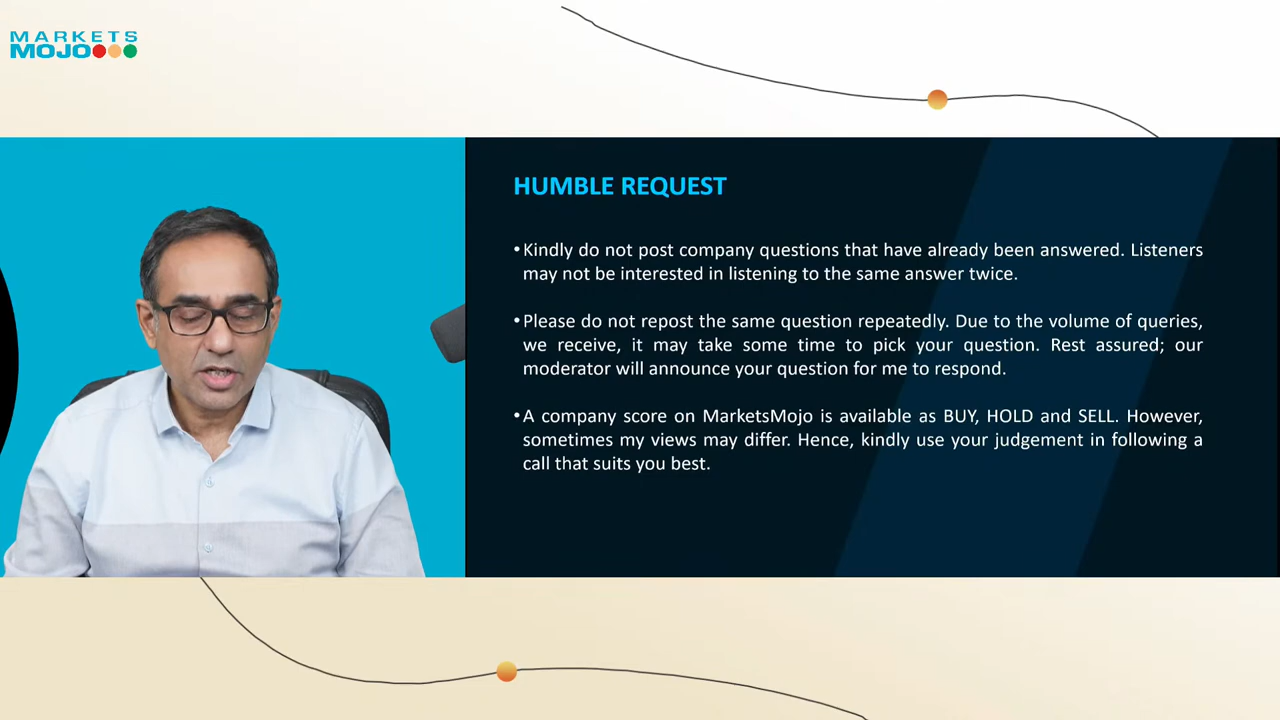 MARKETS
MOJO
HUMBLE REQUEST
•Kindly do not post company questions that have already been answered. Listeners
may not be interested in listening to the same answer twice.
•Please do not repost the same question repeatedly. Due to the volume of queries,
we receive, it may take some time to pick your question. Rest assured; our
moderator will announce your question for me to respond.
•A company score on MarketsMojo is available as BUY, HOLD and SELL. However,
sometimes my views may differ. Hence, kindly use your judgement in following a
call that suits you best.